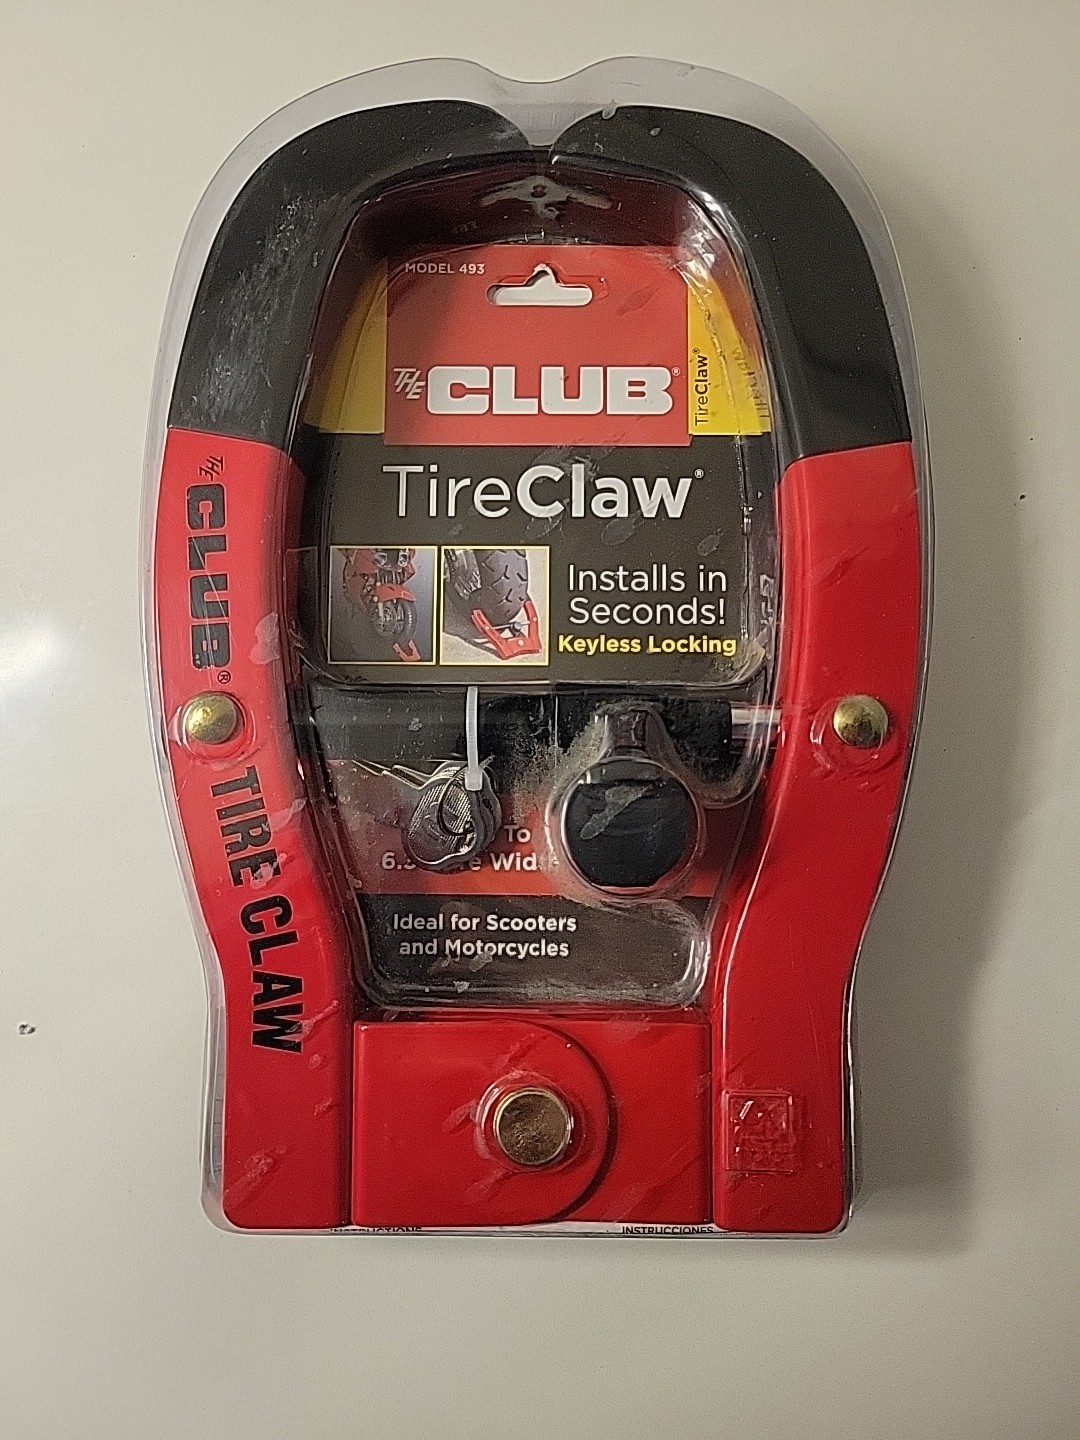 MODEL 493
THE CLUB®
TireClaw®
TireClaw®
Installs in
Seconds!
Keyless Locking
THE CLUB® TIRE CLAW
To
Ideal for Scooters
and Motorcycles
INSTRUCTIONS
INSTRUCCIONES